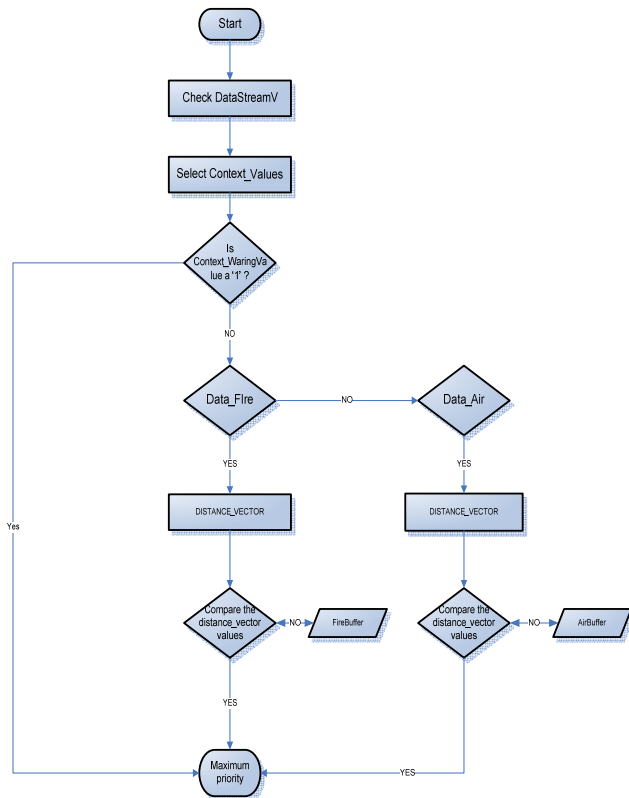 Start
Check DataStreamV
Select Context_Values
Is
Context_WaringVa
lue a ‘1’ ?
NO
Data_FIre
NO
Data_Air
YES
YES
DISTANCE_VECTOR
DISTANCE_VECTOR
Yes
Compare the
distance_vector
values
NO
FireBuffer
Compare the
distance_vector
values
NO
AirBuffer
YES
Maximum
priority
YES